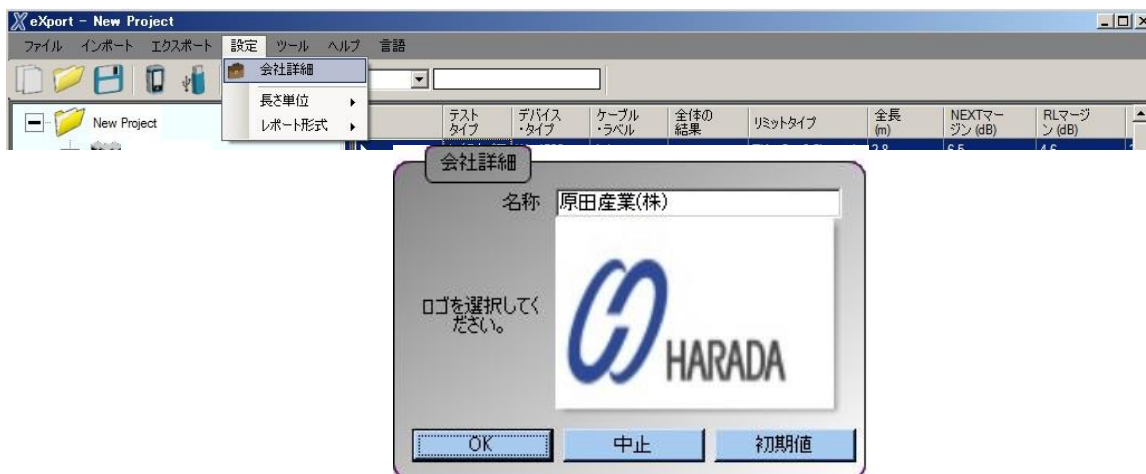 eXport - New Project
ファイル インポート エクスポート 設定 ツール ヘルプ 言語
会社詳細
長さ単位
レポート形式
New Project
テスト
タイプ
デバイス
・タイプ
ケーブル
・ラベル
全体の
結果
リミットタイプ
全長
(m)
NEXTマー
ジン (dB)
RLマージ
ン (dB)
会社詳細
名称 原田産業(株)
ロゴを選択してく
ださい。
HARADA
OK 中止 初期値